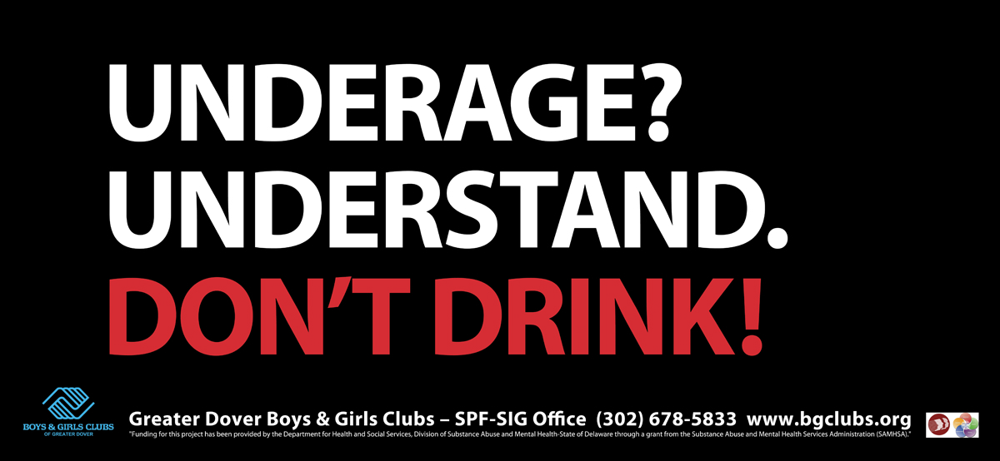 UNDERAGE?
UNDERSTAND.
DON'T DRINK!
BOYS & GIRLS CLUBS
OF GREATER DOVER
Greater Dover Boys & Girls Clubs – SPF-SIG Office (302) 678-5833 www.bgclubs.org
"Funding for this project has been provided by the Department for Health and Social Services, Division of Substance Abuse and Mental Health-State of Delaware through a grant from the Substance Abuse and Mental Health Services Administration (SAMHSA)."